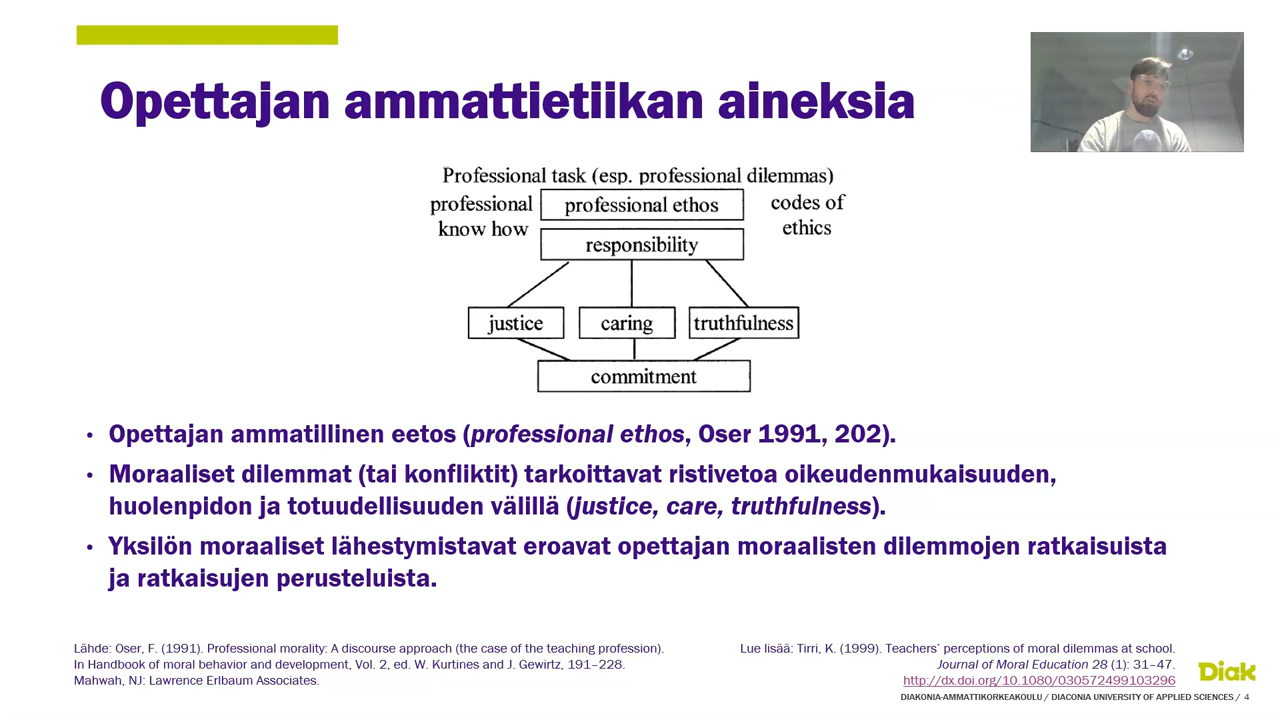 Opettajan ammattietiikan aineksia
Professional task (esp. professional dilemmas)
professional
know how
professional ethos
codes of
ethics
responsibility
justice
caring
truthfulness
commitment
• Opettajan ammatillinen eetos (professional ethos, Oser 1991, 202).
• Moraaliset dilemmat (tai konfliktit) tarkoittavat ristivetoa oikeudenmukaisuuden,
huolenpidon ja totuudellisuuden välillä (justice, care, truthfulness).
• Yksilön moraaliset lähestymistavat eroavat opettajan moraalisten dilemmojen ratkaisuista
ja ratkaisujen perusteluista.
Lähde: Oser, F. (1991). Professional morality: A discourse approach (the case of the teaching profession).
In Handbook of moral behavior and development, Vol. 2, ed. W. Kurtines and J. Gewirtz, 191–228.
Mahwah, NJ: Lawrence Erlbaum Associates.
Lue lisää: Tirri, K. (1999). Teachers’ perceptions of moral dilemmas at school.
Journal of Moral Education 28 (1): 31–47.
http://dx.doi.org/10.1080/030572499103296
Diak
DIAKONIA-AMMATTIKORKEAKOULU / DIACONIA UNIVERSITY OF APPLIED SCIENCES / 4